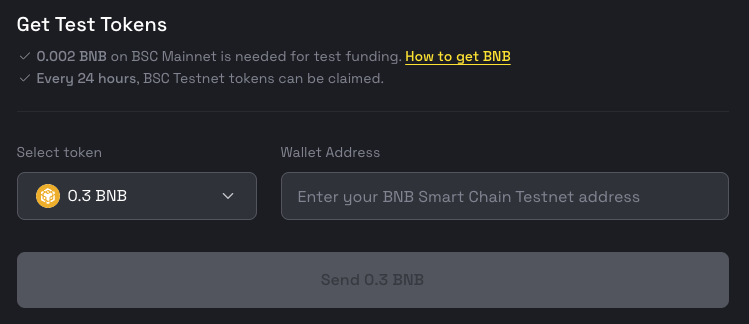 Get Test Tokens
0.002 BNB on BSC Mainnet is needed for test funding. How to get BNB
Every 24 hours, BSC Testnet tokens can be claimed.
Select token
Wallet Address
0.3 BNB
Enter your BNB Smart Chain Testnet address
Send 0.3 BNB